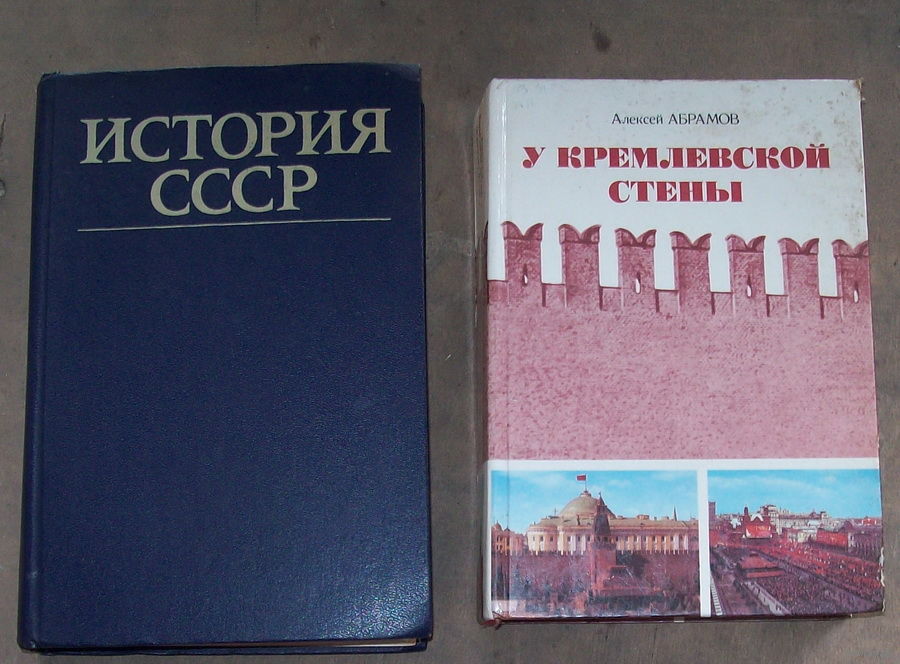 ИСТОРИЯ
СССР
Алексей АБРАМОВ
У КРЕМЛЕВСКОЙ
СТЕНЫ